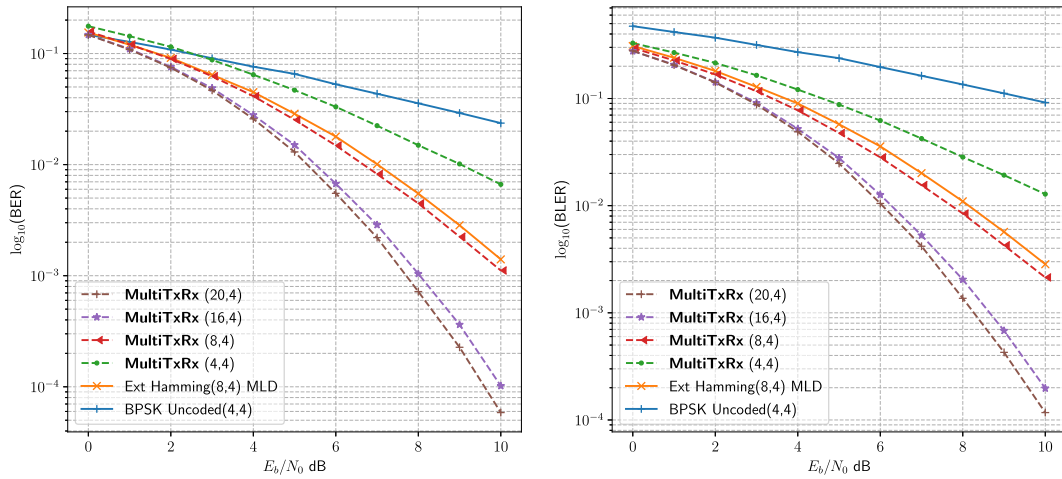 log₁₀(BER)
10⁻¹
10⁻²
10⁻³
10⁻⁴
MultiTxRx (20,4)
MultiTxRx (16,4)
MultiTxRx (8,4)
MultiTxRx (4,4)
Ext Hamming(8,4) MLD
BPSK Uncoded(4,4)
0 2 4 6 8 10
E_b/N_0 dB
log₁₀(BLER)
10⁻¹
10⁻²
10⁻³
10⁻⁴
MultiTxRx (20,4)
MultiTxRx (16,4)
MultiTxRx (8,4)
MultiTxRx (4,4)
Ext Hamming(8,4) MLD
BPSK Uncoded(4,4)
0 2 4 6 8 10
E_b/N_0 dB